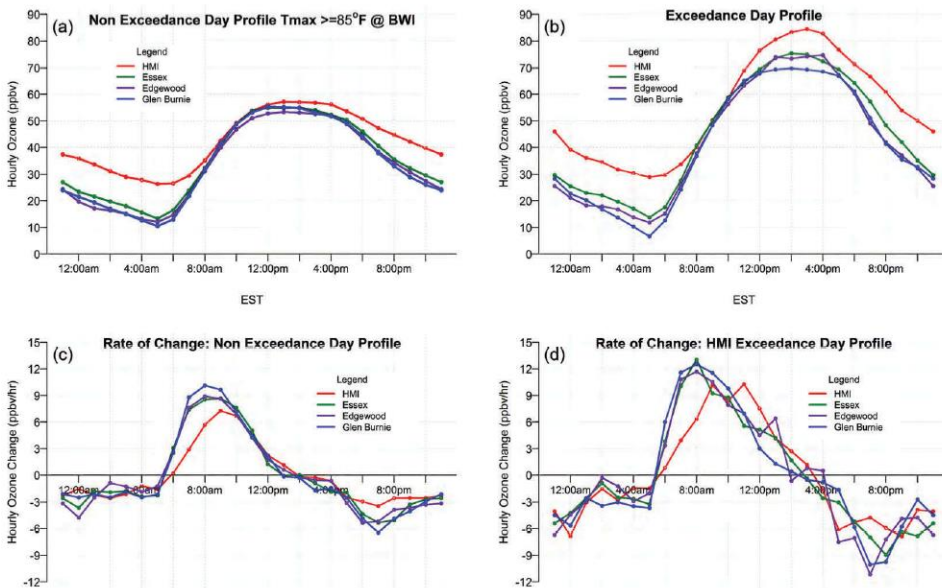 (a) Non Exceedance Day Profile Tmax >=85°F @ BWI
Legend
HMI
Essex
Edgewood
Glen Burnie
Hourly Ozone (ppbv)
90
80
70
60
50
40
30
20
10
0
12:00am 4:00am 8:00am 12:00pm 4:00pm 8:00pm
EST
(b) Exceedance Day Profile
Legend
HMI
Essex
Edgewood
Glen Burnie
Hourly Ozone (ppbv)
90
80
70
60
50
40
30
20
10
0
12:00am 4:00am 8:00am 12:00pm 4:00pm 8:00pm
EST
(c) Rate of Change: Non Exceedance Day Profile
Legend
HMI
Essex
Edgewood
Glen Burnie
Hourly Ozone Change (ppbv/hr)
15
12
9
6
3
0
-3
-6
-9
-12
12:00am 4:00am 8:00am 12:00pm 4:00pm 8:00pm
(d) Rate of Change: HMI Exceedance Day Profile
Legend
HMI
Essex
Edgewood
Glen Burnie
Hourly Ozone Change (ppbv/hr)
15
12
9
6
3
0
-3
-6
-9
-12
12:00am 4:00am 8:00am 12:00pm 4:00pm 8:00pm